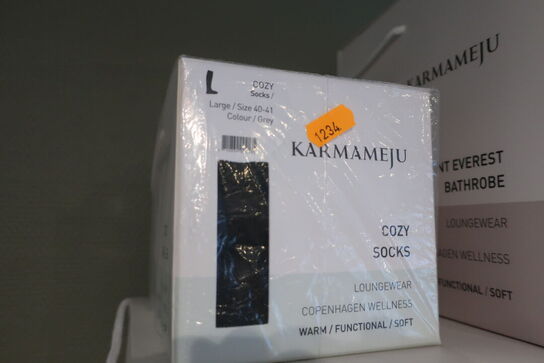 COZY
Socks /
Large / Size 40-41
Colour / Grey
1234
KARMAMEJU
COZY
SOCKS
LOUNGEWEAR
COPENHAGEN WELLNESS
WARM / FUNCTIONAL / SOFT
KARMAMEJU
NT EVEREST
BATHROBE
LOUNGEWEAR
AGEN WELLNESS
FUNCTIONAL / SOFT